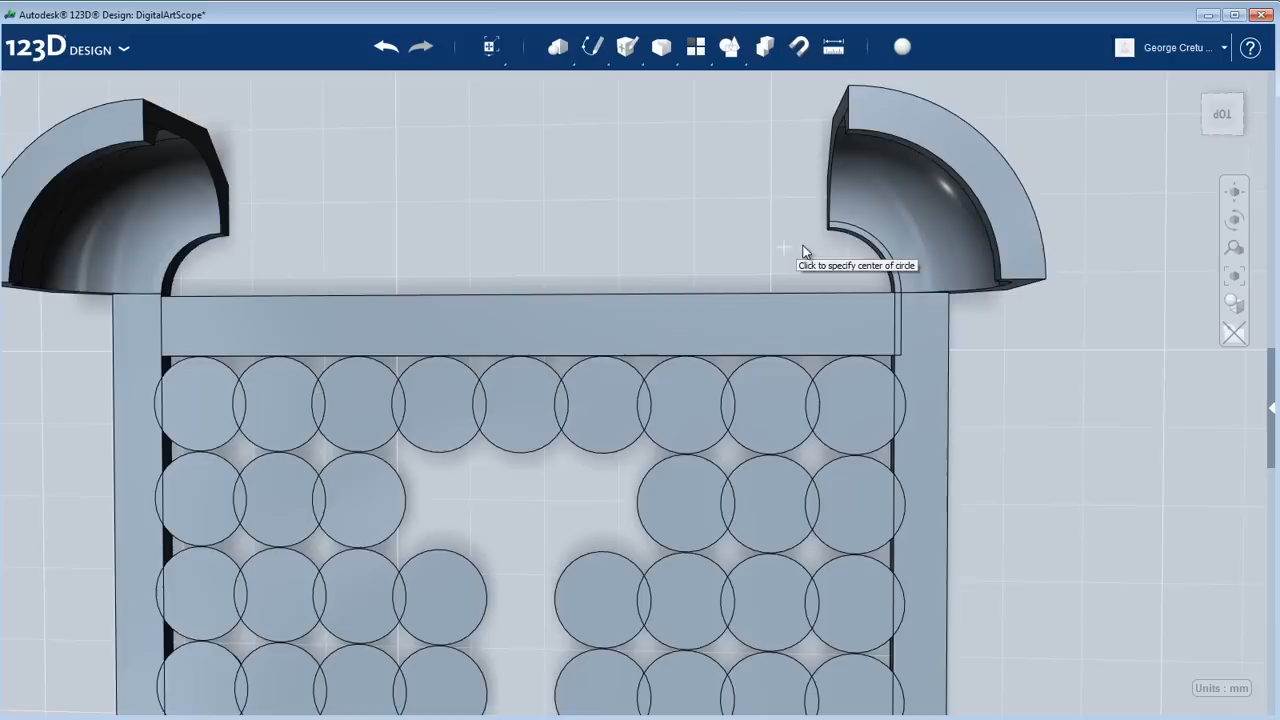 Autodesk® 123D® Design: DigitalArtScope*
123D DESIGN
George Cretu ...
?
TOP
Click to specify center of circle
Units : mm